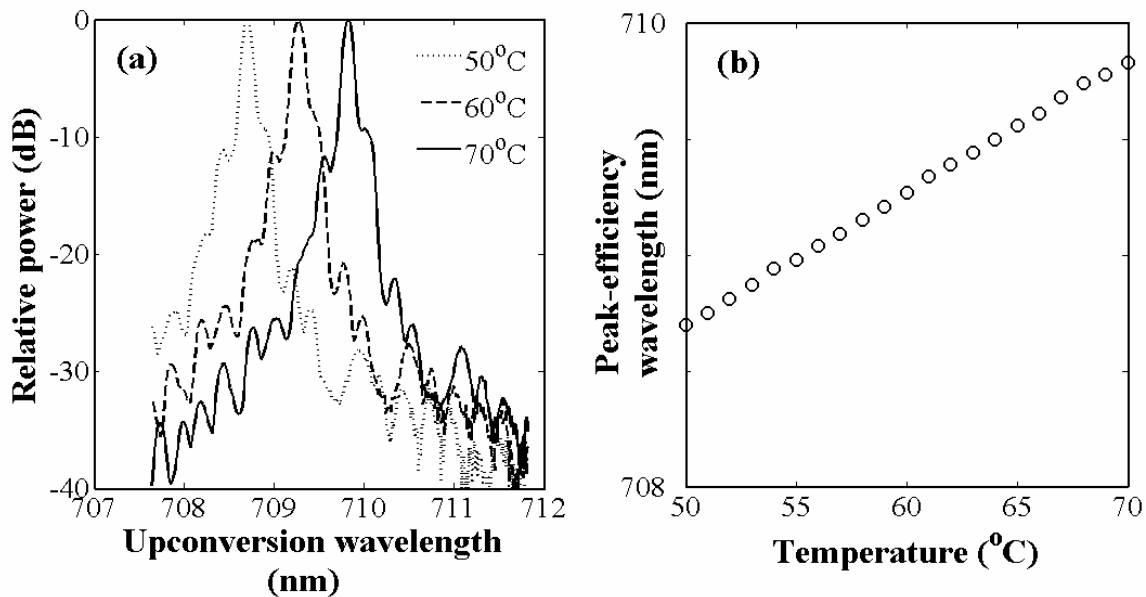 (a)
50°C
60°C
70°C
0
-10
-20
-30
-40
707
708
709
710
711
712
Relative power (dB)
Upconversion wavelength
(nm)
(b)
710
0
708
50
55
60
65
70
Peak-efficiency
wavelength (nm)
Temperature (°C)